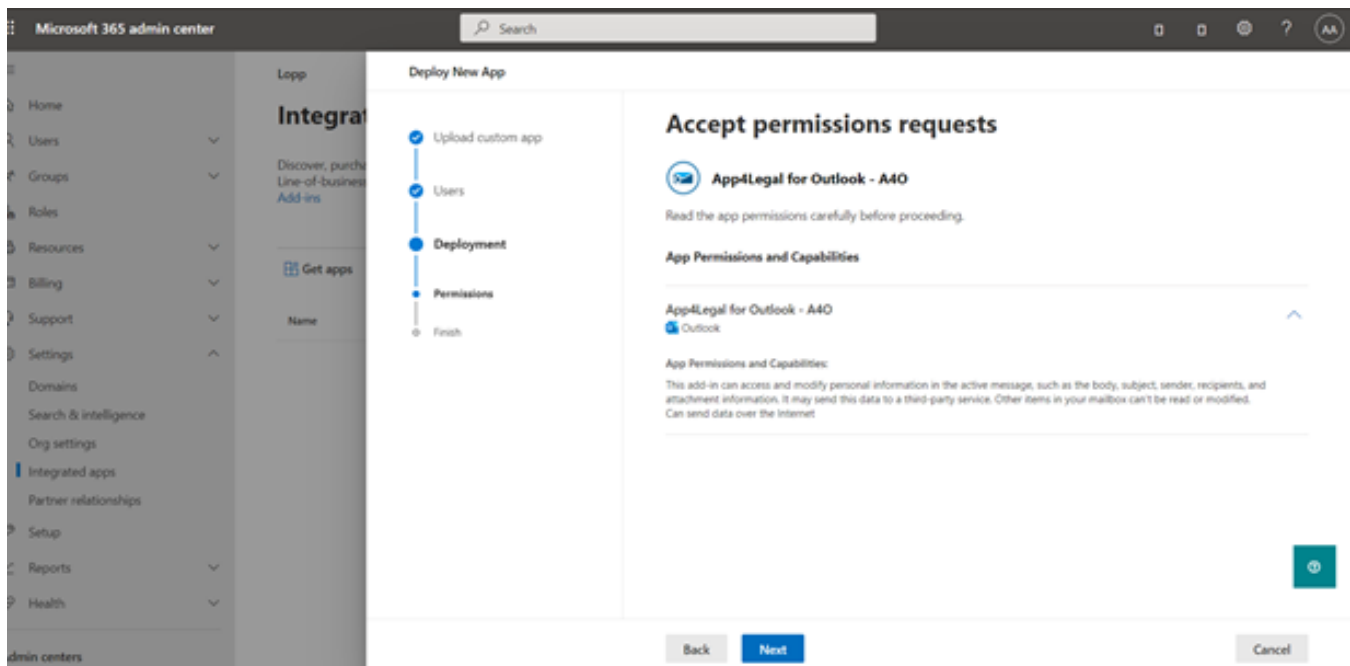 Microsoft 365 admin center
Search
AA
Home
Users
Groups
Roles
Resources
Billing
Support
Settings
Domains
Search & intelligence
Org settings
Integrated apps
Partner relationships
Setup
Reports
Health
dmin centers
Lopp
Integrat
Discover, purcha
Line-of-business
Add-ins
Get apps
Name
Deploy New App
Upload custom app
Users
Deployment
Permissions
Finish
Accept permissions requests
App4Legal for Outlook - A4O
Read the app permissions carefully before proceeding.
App Permissions and Capabilities
App4Legal for Outlook - A4O
Outlook
App Permissions and Capabilities:
This add-in can access and modify personal information in the active message, such as the body, subject, sender, recipients, and
attachment information. It may send this data to a third-party service. Other items in your mailbox can't be read or modified.
Can send data over the Internet
Back
Next
Cancel